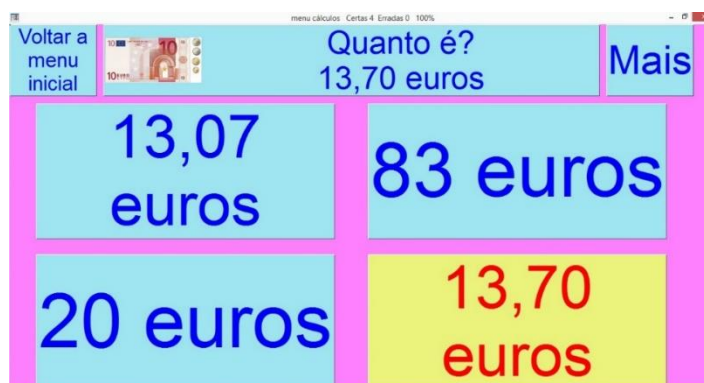 menu cálculos Certas 4 Erradas 0 100%
Voltar a
menu
inicial
Quanto é?
13,70 euros
Mais
13,07
euros
83 euros
20 euros
13,70
euros